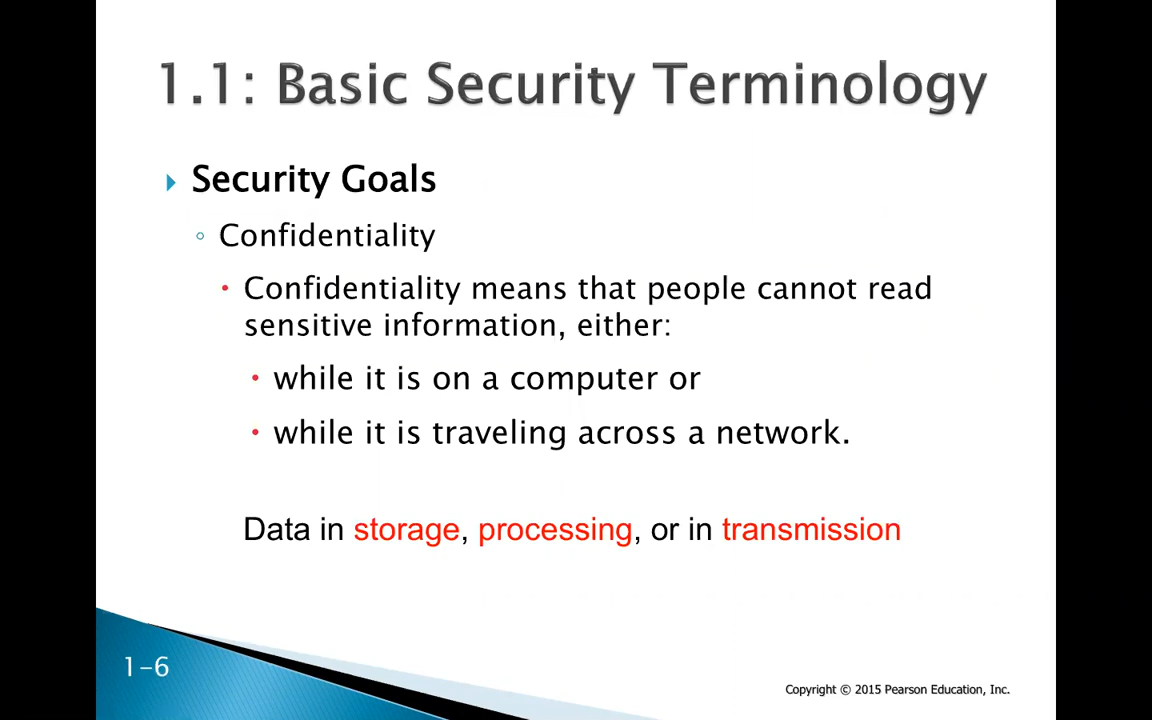 1.1: Basic Security Terminology
Security Goals
Confidentiality
Confidentiality means that people cannot read
sensitive information, either:
while it is on a computer or
while it is traveling across a network.
Data in storage, processing, or in transmission
1-6
Copyright © 2015 Pearson Education, Inc.